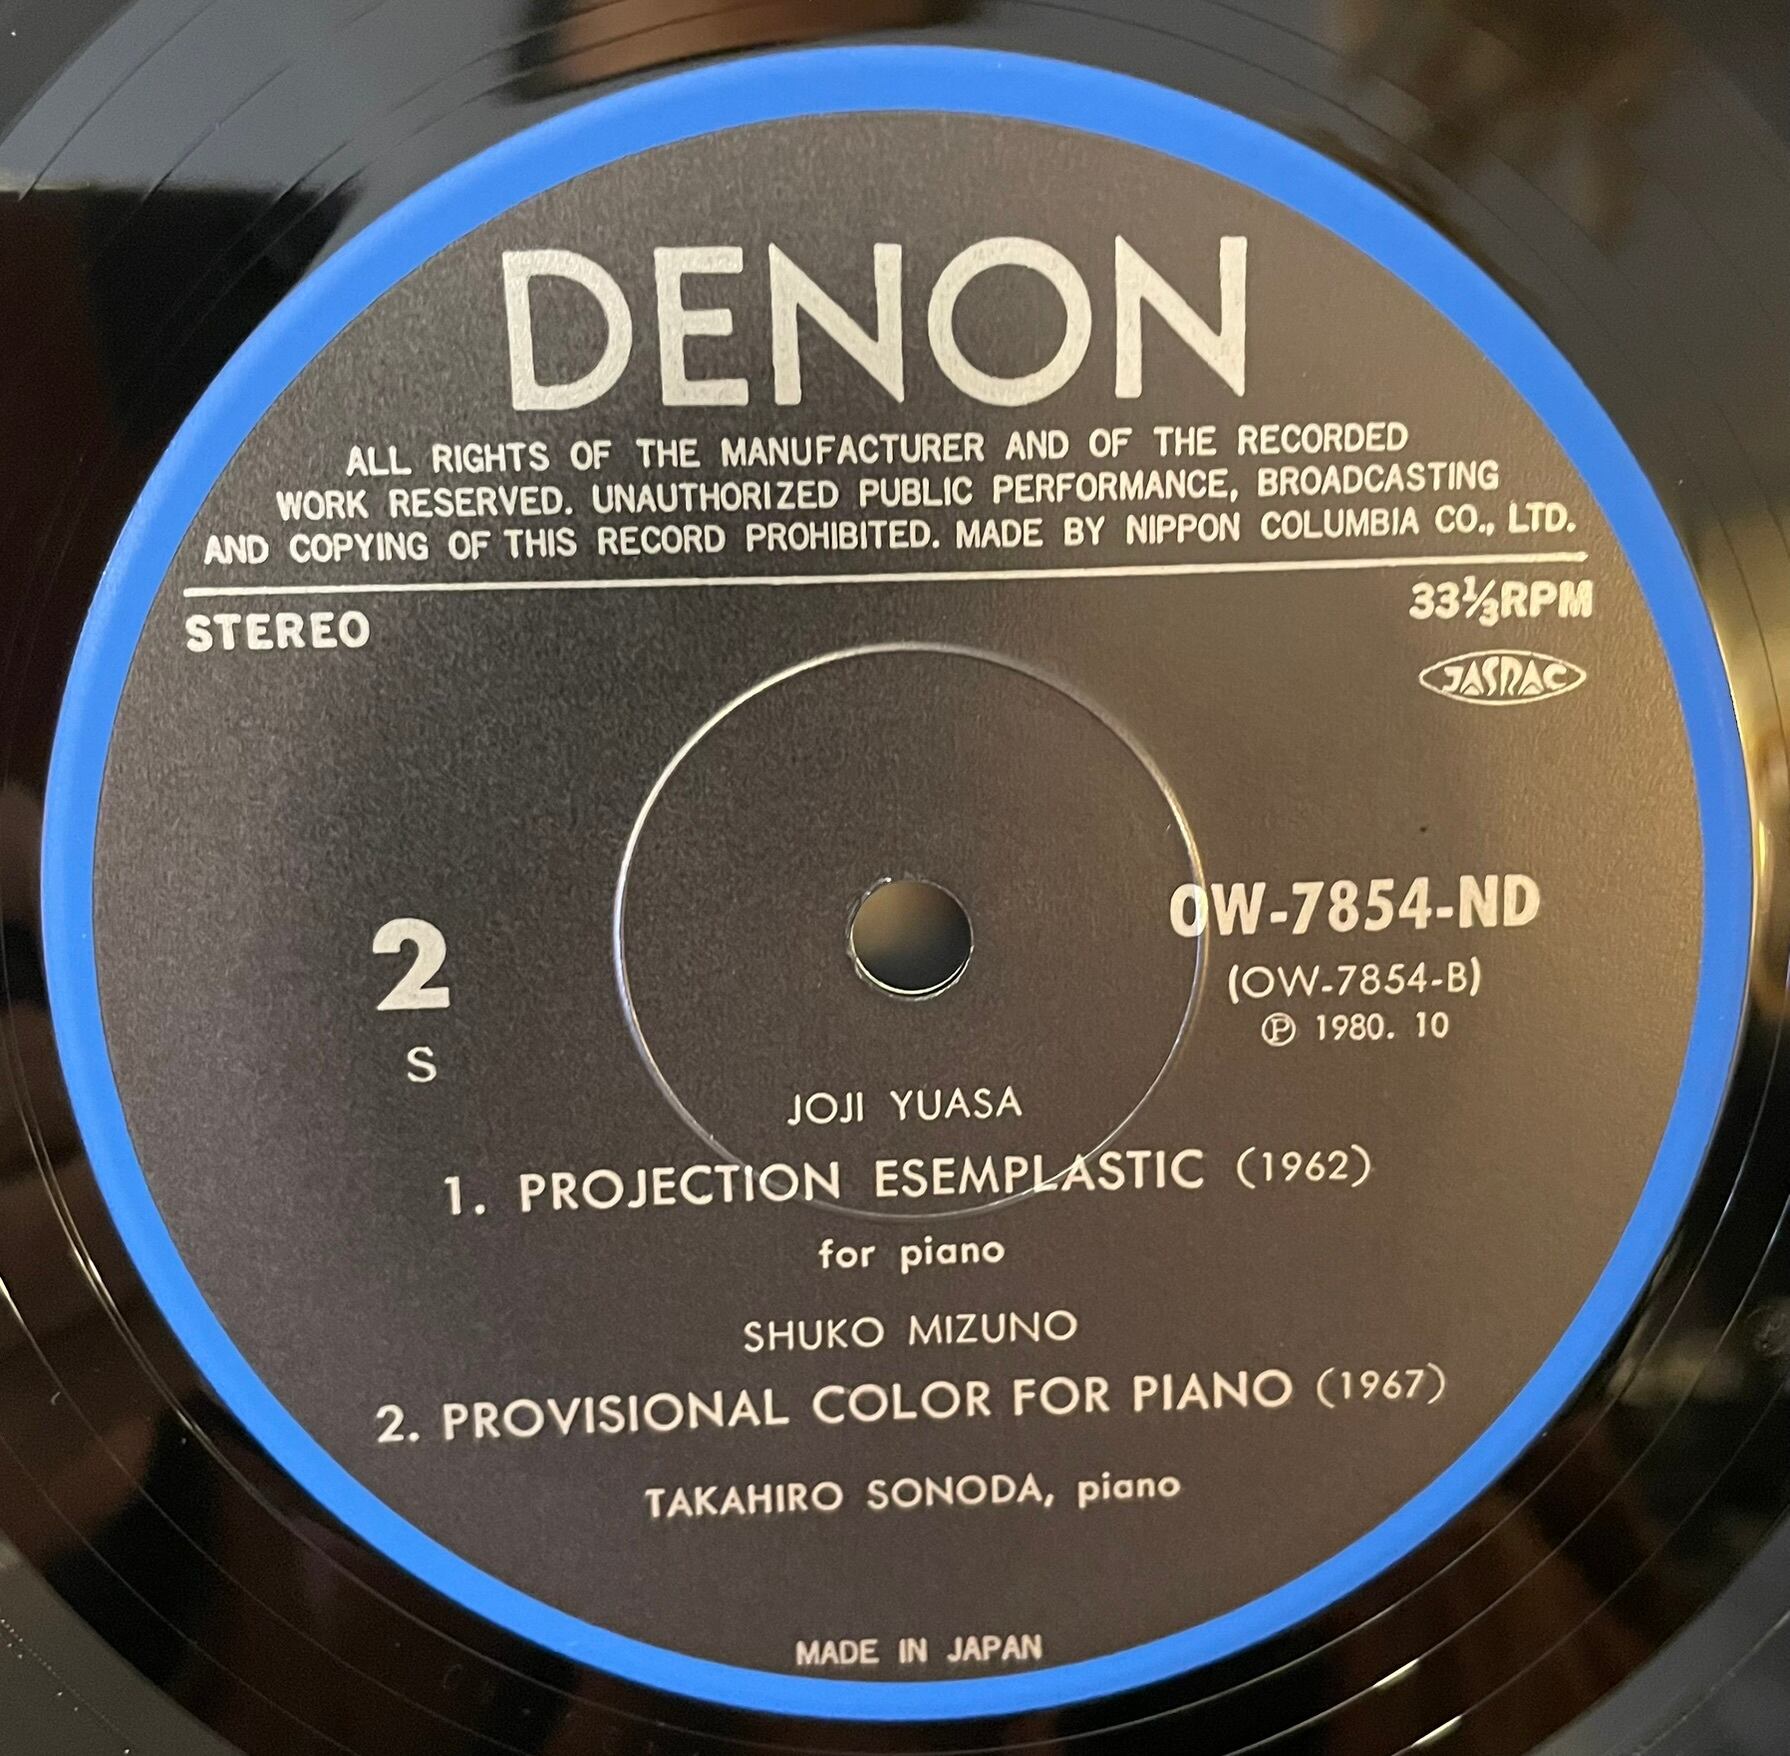 DENON
ALL RIGHTS OF THE MANUFACTURER AND OF THE RECORDED
WORK RESERVED. UNAUTHORIZED PUBLIC PERFORMANCE, BROADCASTING
AND COPYING OF THIS RECORD PROHIBITED. MADE BY NIPPON COLUMBIA CO., LTD.
STEREO
33⅓RPM
JASRAC
2
S
OW-7854-ND
(OW-7854-B)
Ⓟ 1980. 10
JOJI YUASA
1. PROJECTION ESEMPLASTIC (1962)
for piano
SHUKO MIZUNO
2. PROVISIONAL COLOR FOR PIANO (1967)
TAKAHIRO SONODA, piano
MADE IN JAPAN